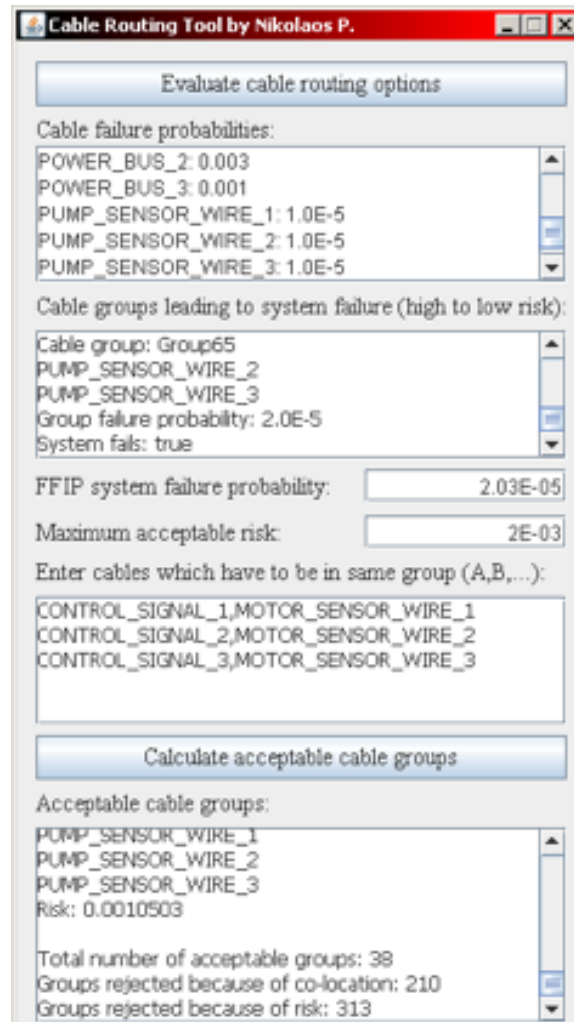 Cable Routing Tool by Nikolaos P.
Evaluate cable routing options
Cable failure probabilities:
POWER_BUS_2: 0.003
POWER_BUS_3: 0.001
PUMP_SENSOR_WIRE_1: 1.0E-5
PUMP_SENSOR_WIRE_2: 1.0E-5
PUMP_SENSOR_WIRE_3: 1.0E-5
Cable groups leading to system failure (high to low risk):
Cable group: Group65
PUMP_SENSOR_WIRE_2
PUMP_SENSOR_WIRE_3
Group failure probability: 2.0E-5
System fails: true
FFIP system failure probability: 2.03E-05
Maximum acceptable risk: 2E-03
Enter cables which have to be in same group (A,B,...):
CONTROL_SIGNAL_1,MOTOR_SENSOR_WIRE_1
CONTROL_SIGNAL_2,MOTOR_SENSOR_WIRE_2
CONTROL_SIGNAL_3,MOTOR_SENSOR_WIRE_3
Calculate acceptable cable groups
Acceptable cable groups:
PUMP_SENSOR_WIRE_1
PUMP_SENSOR_WIRE_2
PUMP_SENSOR_WIRE_3
Risk: 0.0010503
Total number of acceptable groups: 38
Groups rejected because of co-location: 210
Groups rejected because of risk: 313